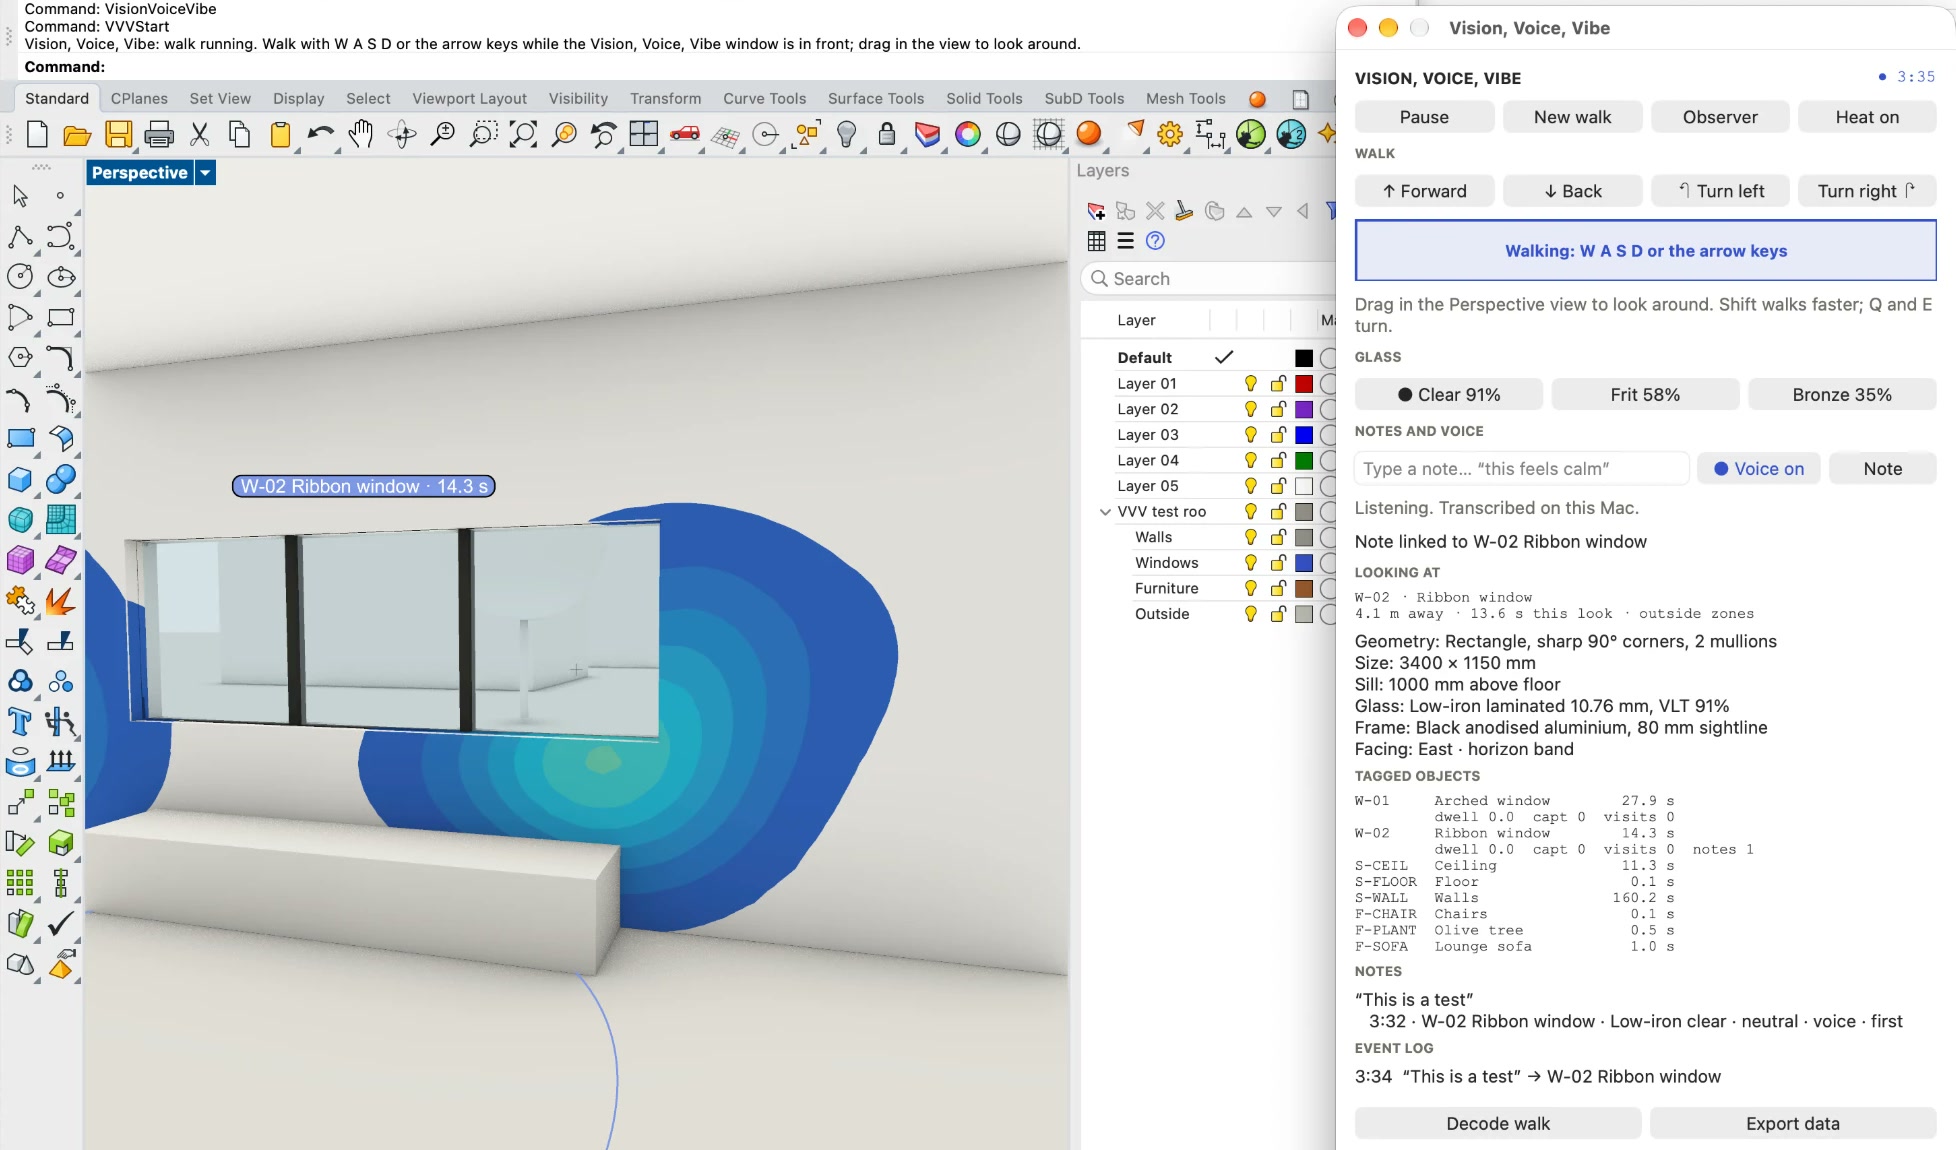 Command: VisionVoiceVibe
Command: VVVStart
Vision, Voice, Vibe: walk running. Walk with W A S D or the arrow keys while the Vision, Voice, Vibe window is in front; drag in the view to look around.
Command:
Standard CPlanes Set View Display Select Viewport Layout Visibility Transform Curve Tools Surface Tools Solid Tools SubD Tools Mesh Tools
Perspective
W-02 Ribbon window · 14.3 s
Layers
Search
Layer
Default
Layer 01
Layer 02
Layer 03
Layer 04
Layer 05
VVV test roo
Walls
Windows
Furniture
Outside
Vision, Voice, Vibe
VISION, VOICE, VIBE
● 3:35
Pause New walk Observer Heat on
WALK
↑ Forward ↓ Back ↰ Turn left Turn right ↱
Walking: W A S D or the arrow keys
Drag in the Perspective view to look around. Shift walks faster; Q and E
turn.
GLASS
● Clear 91% Frit 58% Bronze 35%
NOTES AND VOICE
Type a note... “this feels calm” ● Voice on Note
Listening. Transcribed on this Mac.
Note linked to W-02 Ribbon window
LOOKING AT
W-02 · Ribbon window
4.1 m away · 13.6 s this look · outside zones
Geometry: Rectangle, sharp 90° corners, 2 mullions
Size: 3400 × 1150 mm
Sill: 1000 mm above floor
Glass: Low-iron laminated 10.76 mm, VLT 91%
Frame: Black anodised aluminium, 80 mm sightline
Facing: East · horizon band
TAGGED OBJECTS
W-01 Arched window 27.9 s
dwell 0.0 capt 0 visits 0
W-02 Ribbon window 14.3 s
dwell 0.0 capt 0 visits 0 notes 1
S-CEIL Ceiling 11.3 s
S-FLOOR Floor 0.1 s
S-WALL Walls 160.2 s
F-CHAIR Chairs 0.1 s
F-PLANT Olive tree 0.5 s
F-SOFA Lounge sofa 1.0 s
NOTES
“This is a test”
3:32 · W-02 Ribbon window · Low-iron clear · neutral · voice · first
EVENT LOG
3:34 “This is a test” → W-02 Ribbon window
Decode walk Export data